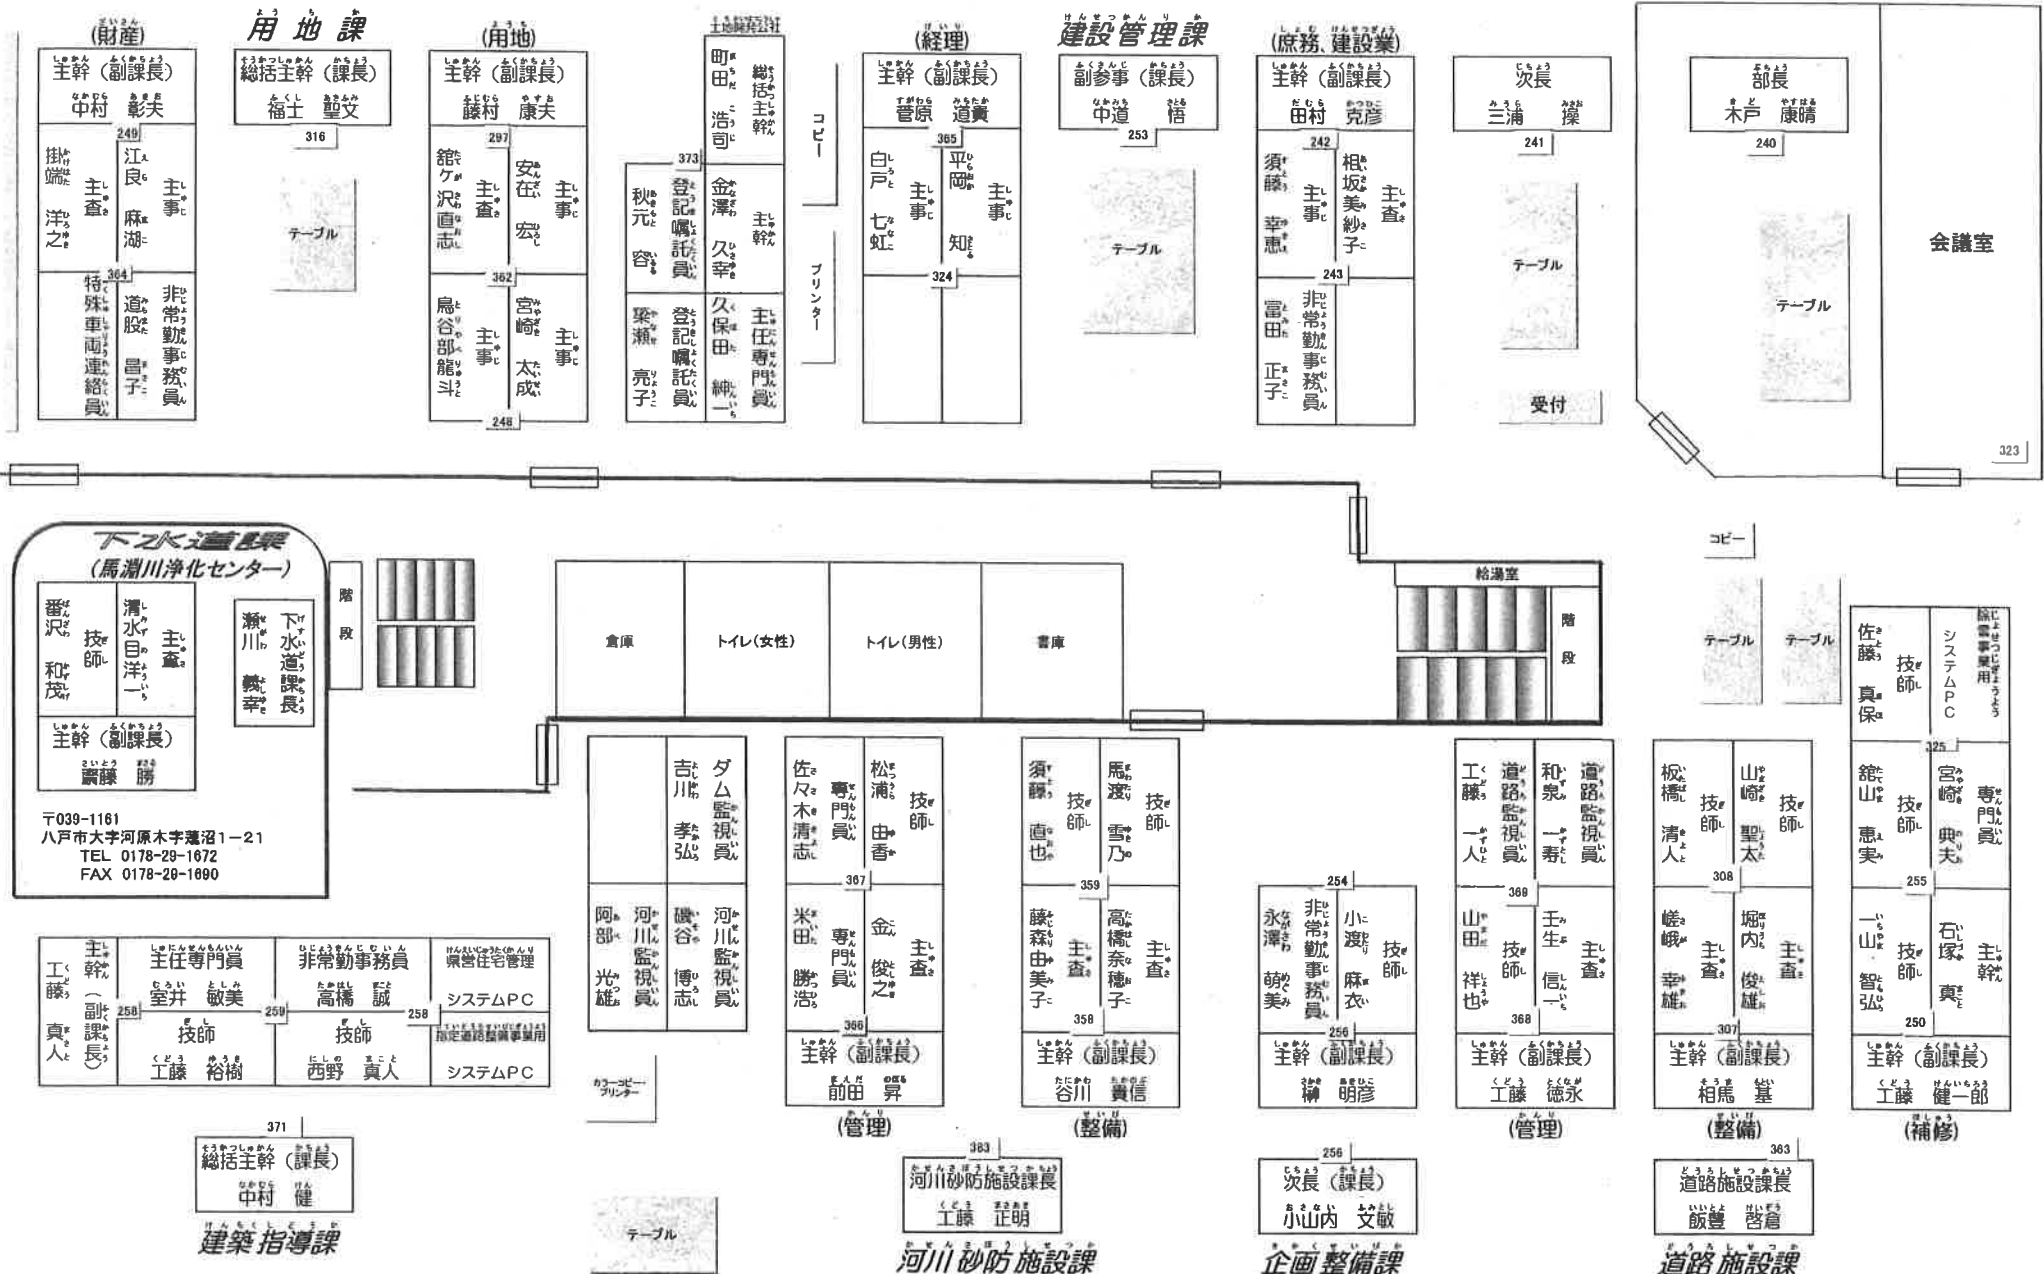 (財産)
主幹（副課長）
中村　彰夫
249
掛端　洋之
主査
江良　麻湖
主事
364
特殊車両連絡員
道股　昌子
非常勤事務員
用地課
総括主幹（課長）
福士　聖文
316
テーブル
(用地)
主幹（副課長）
藤村　康夫
297
舘ヶ沢直志
主査
安在　宏
主事
362
鳥谷部龍斗
主事
宮崎　太成
主事
248
土地開発公社
町田　浩司
総括主幹
373
秋元　容
登記嘱託員
金澤　久幸
主幹
梁瀬　亮子
登記嘱託員
久保田　紳一
主任専門員
コピー
プリンター
(経理)
主幹（副課長）
菅原　道貴
365
白戸　七虹
主事
平岡　知
主事
324
建設管理課
副参事（課長）
中道　悟
253
テーブル
(庶務、建設業)
主幹（副課長）
田村　克彦
242
須藤　幸恵
主事
相坂美紗子
主査
243
富田　正子
非常勤事務員
次長
三浦　操
241
テーブル
受付
部長
木戸　康晴
240
テーブル
会議室
323
下水道課
(馬淵川浄化センター)
番沢　和茂
技師
清水目洋一
主査
瀬川　義幸
下水道課長
主幹（副課長）
齋藤　勝
〒039-1161
八戸市大字河原木字蓮沼1－21
TEL 0178-29-1672
FAX 0178-29-1690
階段
倉庫
トイレ(女性)
トイレ(男性)
書庫
給湯室
階段
コピー
テーブル
テーブル
佐藤　真保
技師
システムPC
除雪事業用
325
舘山　恵実
技師
宮崎　典夫
専門員
255
一山　智弘
技師
石塚　真
主幹
250
主幹（副課長）
工藤　健一郎
(補修)
吉川　孝弘
ダム監視員
阿部　光雄
河川監視員
磯谷　博志
河川監視員
カラーコピー・
プリンター
テーブル
佐々木清志
専門員
松浦　由香
技師
367
米田　勝浩
専門員
金　俊之
主査
366
主幹（副課長）
前田　昇
(管理)
須藤　直也
技師
馬渡　雪乃
技師
359
藤森由美子
主査
高橋奈穂子
主査
358
主幹（副課長）
谷川　貴信
(整備)
383
河川砂防施設課長
工藤　正明
河川砂防施設課
254
永澤　萌美
非常勤事務員
小渡　麻衣
技師
256
主幹（副課長）
榊　明彦
256
次長（課長）
小山内　文敏
企画整備課
工藤　一人
道路監視員
和泉　一寿
道路監視員
368
山田　祥也
技師
壬生　信一
主査
368
主幹（副課長）
工藤　徳永
(管理)
板橋　清人
技師
山崎　聖太
技師
308
嵯峨　幸雄
主査
堀内　俊雄
主査
307
主幹（副課長）
相馬　基
(整備)
363
道路施設課長
飯豊　啓倉
道路施設課
工藤　真人
主幹（副課長）
主任専門員
室井　敏美
非常勤事務員
高橋　誠
県営住宅管理
システムPC
258
259
258
技師
工藤　裕樹
技師
西野　真人
指定道路整備事業用
システムPC
371
総括主幹（課長）
中村　健
建築指導課